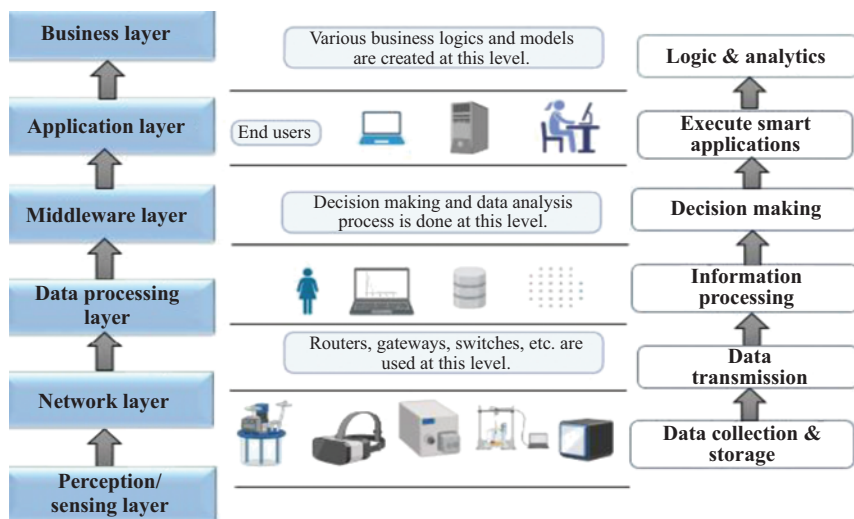 Business layer
Various business logics and models
are created at this level.
Logic & analytics
Application layer
End users
Execute smart
applications
Middleware layer
Decision making and data analysis
process is done at this level.
Decision making
Data processing
layer
Information
processing
Routers, gateways, switches, etc. are
used at this level.
Data
transmission
Network layer
Data collection &
storage
Perception/
sensing layer